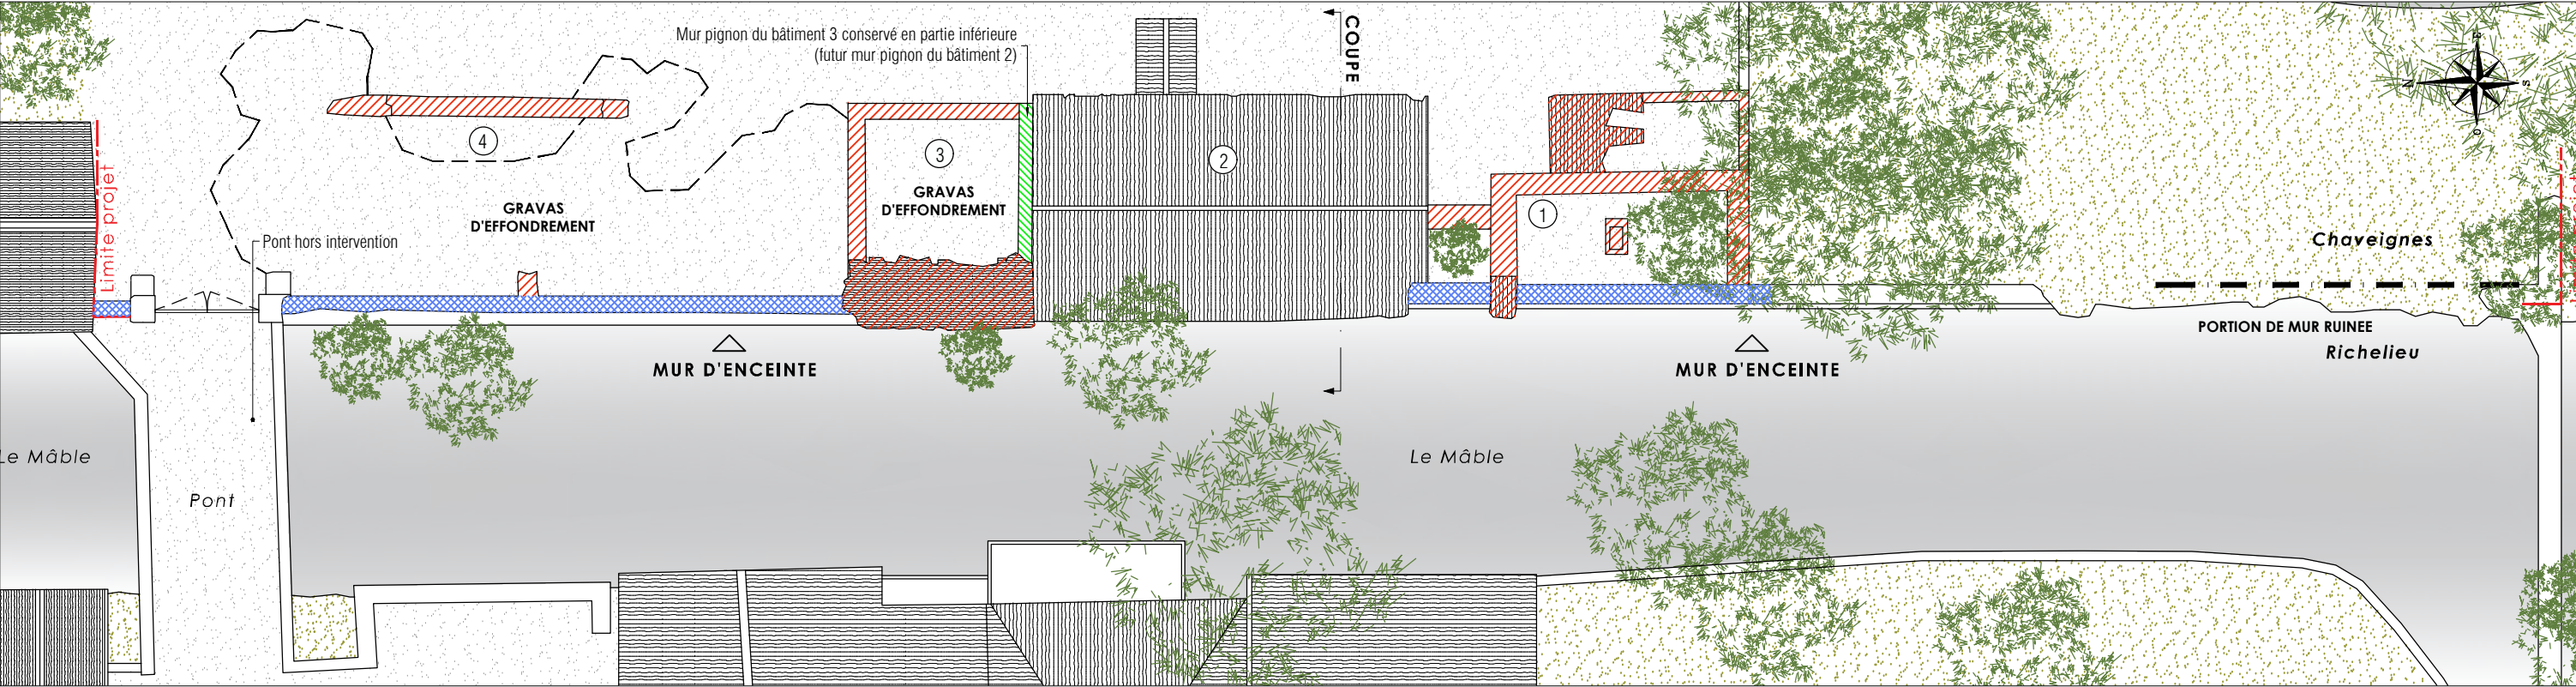 Mur pignon du bâtiment 3 conservé en partie inférieure
(futur mur pignon du bâtiment 2)
COUPE
E
N
S
O
4
3
2
1
Limite projet
GRAVAS
D'EFFONDREMENT
GRAVAS
D'EFFONDREMENT
Pont hors intervention
Chaveignes
PORTION DE MUR RUINEE
Richelieu
MUR D'ENCEINTE
MUR D'ENCEINTE
Le Mâble
Le Mâble
Pont